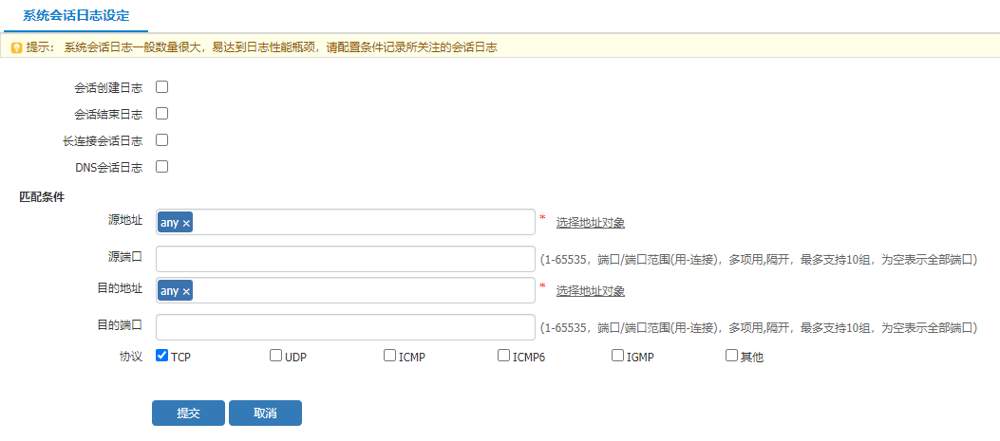 系统会话日志设定
提示： 系统会话日志一般数量很大，易达到日志性能瓶颈，请配置条件记录所关注的会话日志
会话创建日志
会话结束日志
长连接会话日志
DNS会话日志
匹配条件
源地址 any × * 选择地址对象
源端口 (1-65535，端口/端口范围(用-连接)，多项用,隔开，最多支持10组，为空表示全部端口)
目的地址 any × * 选择地址对象
目的端口 (1-65535，端口/端口范围(用-连接)，多项用,隔开，最多支持10组，为空表示全部端口)
协议 TCP UDP ICMP ICMP6 IGMP 其他
提交 取消